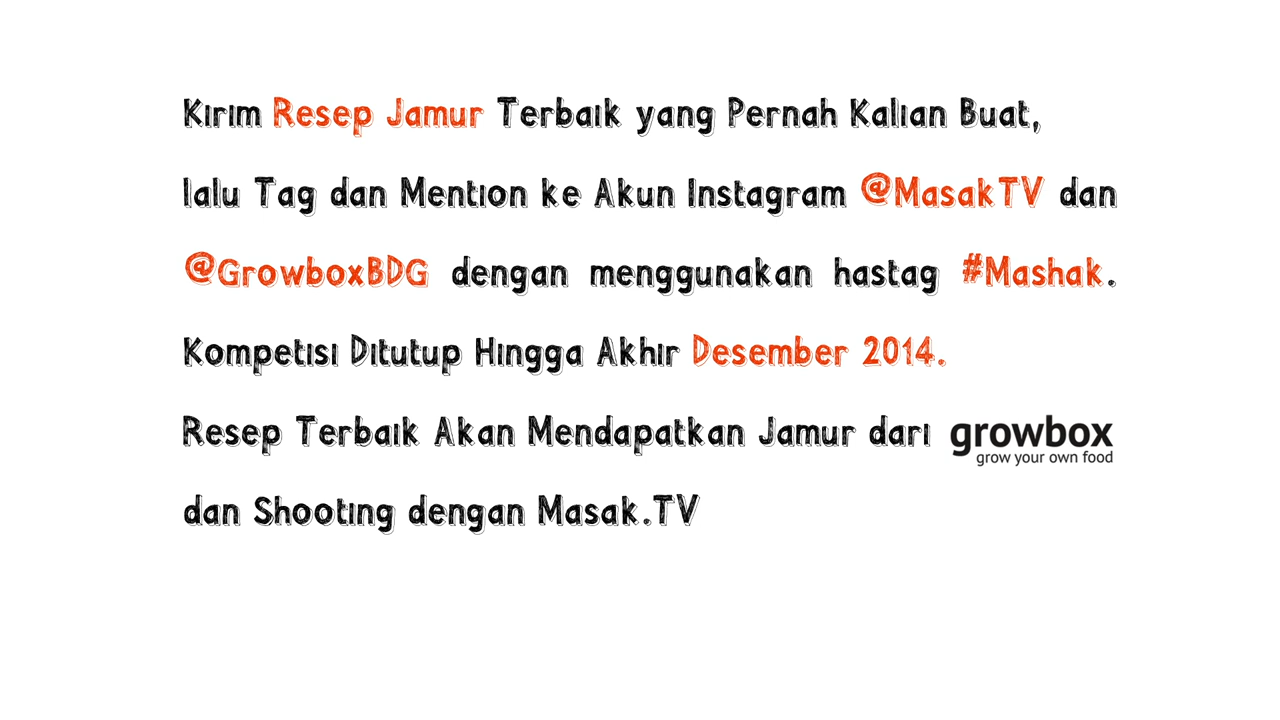 Kirim Resep Jamur Terbaik yang Pernah Kalian Buat,
lalu Tag dan Mention ke Akun Instagram @MasakTV dan
@GrowboxBDG dengan menggunakan hastag #Mashak.
Kompetisi Ditutup Hingga Akhir Desember 2014.
Resep Terbaik Akan Mendapatkan Jamur dari growbox
grow your own food
dan Shooting dengan Masak.TV